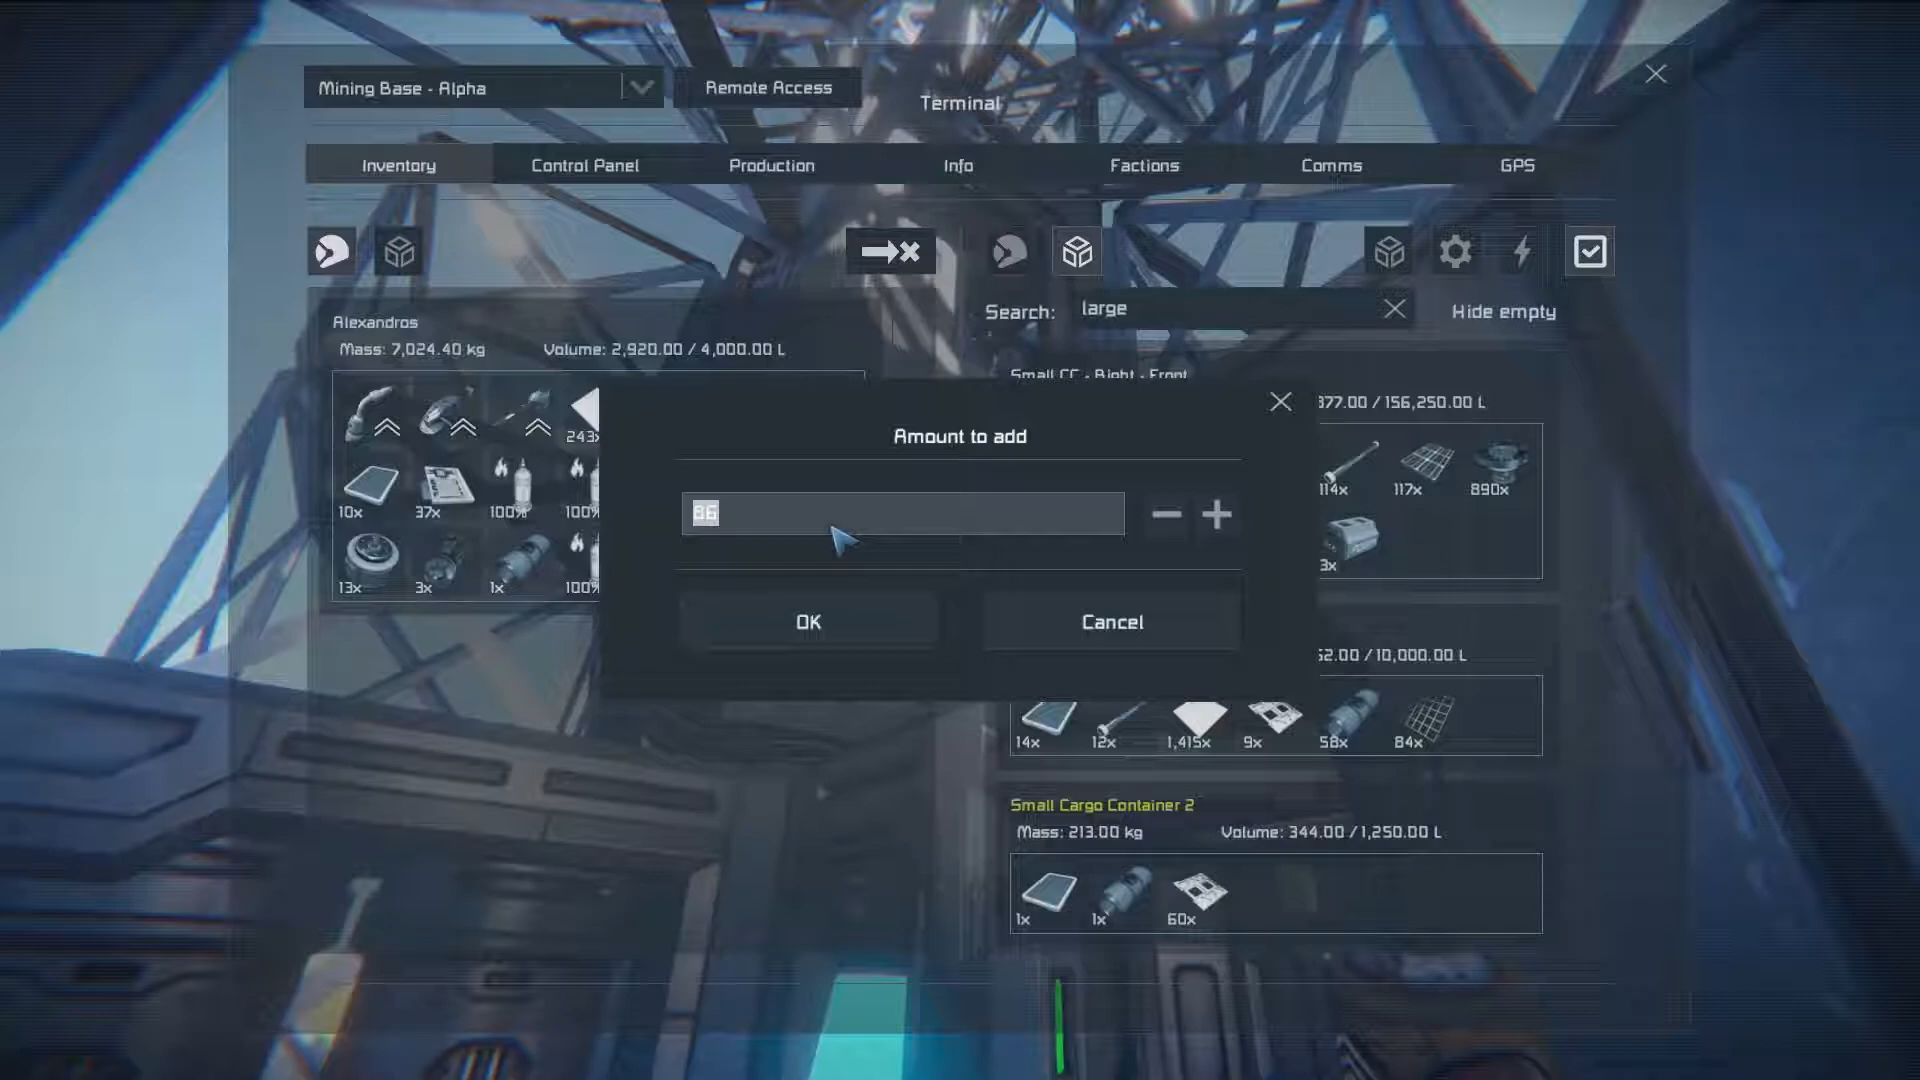 Mining Base - Alpha
Remote Access
Terminal
Inventory
Control Panel
Production
Info
Factions
Comms
GPS
Search:
large
Hide empty
Alexandros
Mass: 7,024.40 kg
Volume: 2,920.00 / 4,000.00 L
243x
10x
37x
100%
100%
13x
3x
1x
100%
Small CC - Right - Front
377.00 / 156,250.00 L
114x
117x
890x
3x
Amount to add
86
OK
Cancel
52.00 / 10,000.00 L
14x
12x
1,415x
9x
58x
84x
Small Cargo Container 2
Mass: 213.00 kg
Volume: 344.00 / 1,250.00 L
1x
1x
60x